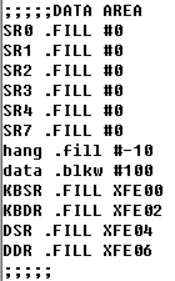 ;;;;;DATA AREA
SR0 .FILL #0
SR1 .FILL #0
SR2 .FILL #0
SR3 .FILL #0
SR4 .FILL #0
SR7 .FILL #0
hang .fill #-10
data .blkw #100
KBSR .FILL XFE00
KBDR .FILL XFE02
DSR .FILL XFE04
DDR .FILL XFE06
;;;;;